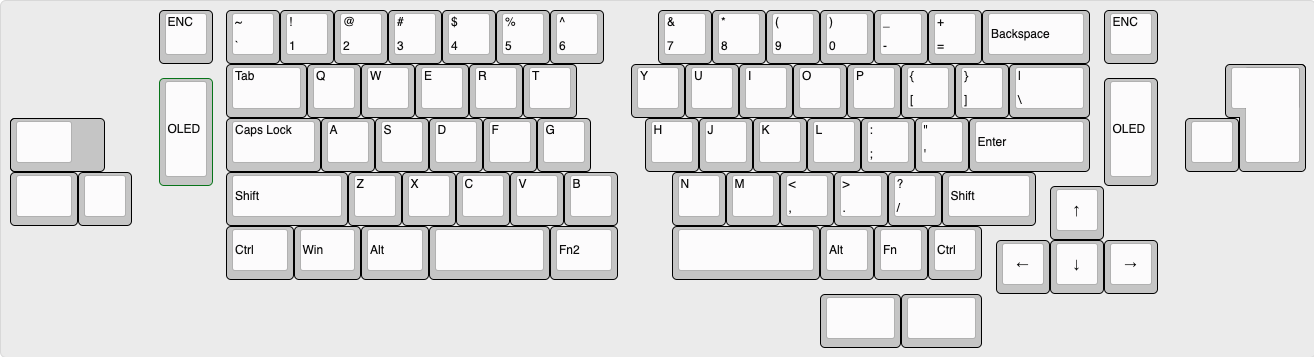 ENC ~ ! @ # $ % ^ & * ( ) _ + Backspace ENC
` 1 2 3 4 5 6 7 8 9 0 - =
Tab Q W E R T Y U I O P { } |
[ ] \
OLED OLED
Caps Lock A S D F G H J K L : " Enter
; '
Shift Z X C V B N M < > ? Shift
, . /
↑
Ctrl Win Alt Fn2 Alt Fn Ctrl
← ↓ →